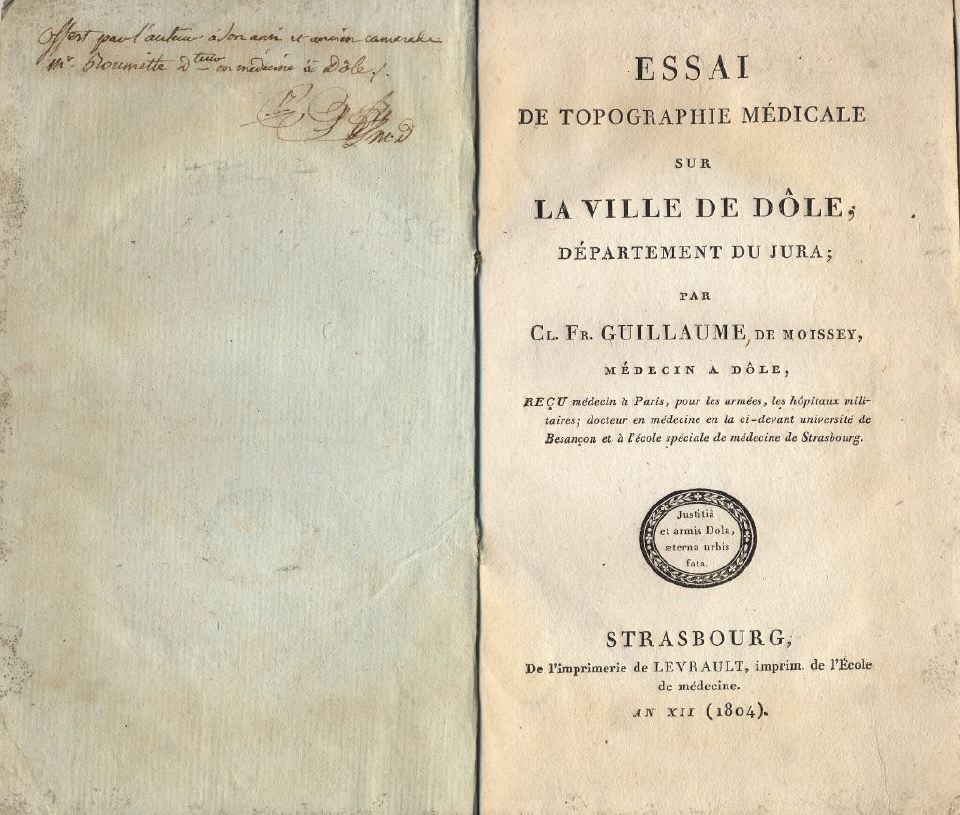 offert par l'auteur à son ami et ancien camarade
Mr. d teur en médecine à Dôle.
ESSAI
DE TOPOGRAPHIE MÉDICALE
SUR
LA VILLE DE DÔLE,
DÉPARTEMENT DU JURA;
PAR
CL. FR. GUILLAUME, DE MOISSEY,
MÉDECIN A DÔLE,
REÇU médecin à Paris, pour les armées, les hôpitaux mili-
taires; docteur en médecine en la ci-devant université de
Besançon et à l'école spéciale de médecine de Strasbourg.
Justitiâ
et armis Dola,
æterna urbis
fata.
STRASBOURG,
De l'imprimerie de LEVRAULT, imprim. de l'École
de médecine.
AN XII (1804).